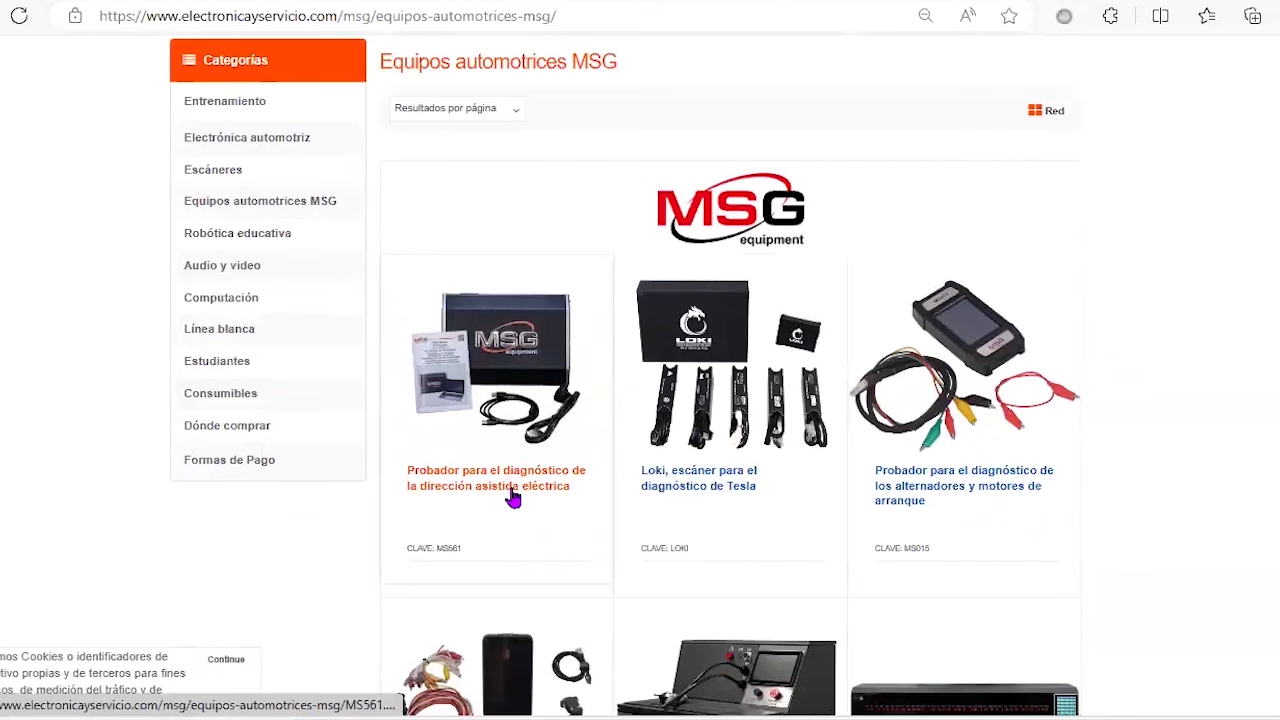 https://www.electronicayservicio.com/msg/equipos-automotrices-msg/
Categorías
Entrenamiento
Electrónica automotriz
Escáneres
Equipos automotrices MSG
Robótica educativa
Audio y video
Computación
Línea blanca
Estudiantes
Consumibles
Dónde comprar
Formas de Pago
Equipos automotrices MSG
Resultados por página
Red
MSG
equipment
MSG
equipment
LOKI
LOKI
Probador para el diagnóstico de
la dirección asistida eléctrica
CLAVE: MS561
Loki, escáner para el
diagnóstico de Tesla
CLAVE: LOKI
Probador para el diagnóstico de
los alternadores y motores de
arranque
CLAVE: MS015
mos Cookies o identificadores de
tivo propias y de terceros para fines
sos, de medición del tráfico y de
Continue
www.electronicayservicio.com/msg/equipos-automotrices-msg/